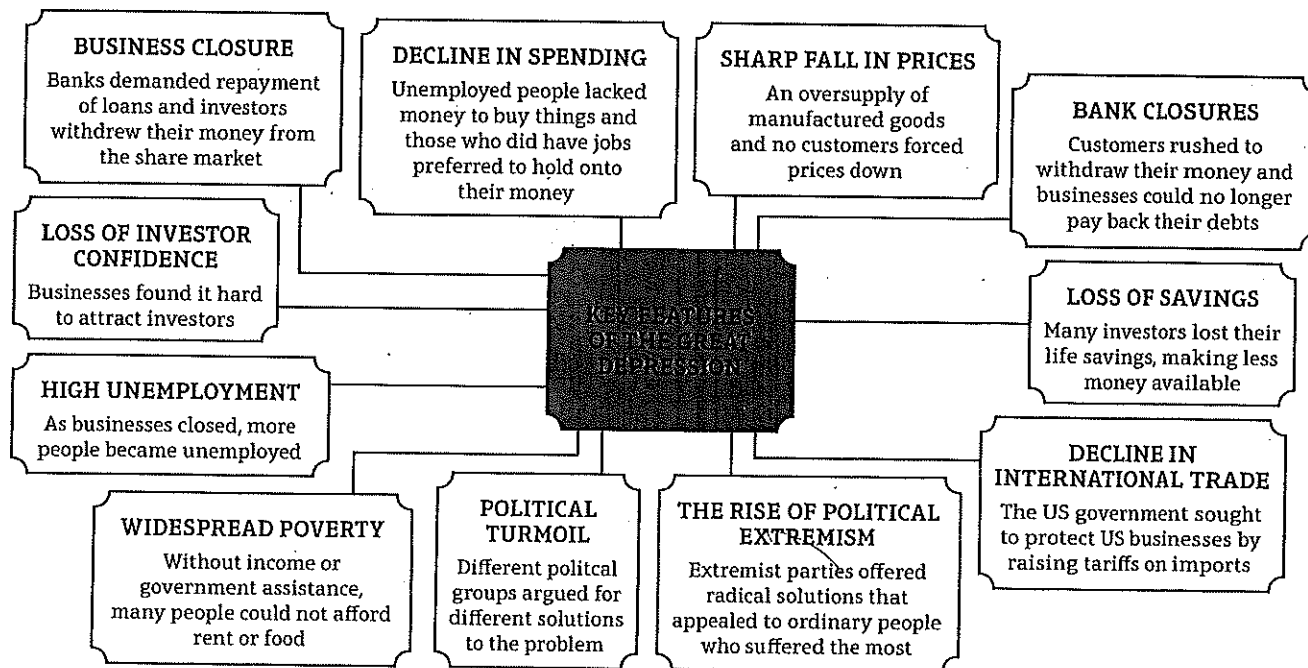 BUSINESS CLOSURE
Banks demanded repayment
of loans and investors
withdrew their money from
the share market
DECLINE IN SPENDING
Unemployed people lacked
money to buy things and
those who did have jobs
preferred to hold onto
their money
SHARP FALL IN PRICES
An oversupply of
manufactured goods
and no customers forced
prices down
BANK CLOSURES
Customers rushed to
withdraw their money and
businesses could no longer
pay back their debts
LOSS OF INVESTOR
CONFIDENCE
Businesses found it hard
to attract investors
KEY FEATURES
OF THE GREAT
DEPRESSION
LOSS OF SAVINGS
Many investors lost their
life savings, making less
money available
HIGH UNEMPLOYMENT
As businesses closed, more
people became unemployed
DECLINE IN
INTERNATIONAL TRADE
The US government sought
to protect US businesses by
raising tariffs on imports
WIDESPREAD POVERTY
Without income or
government assistance,
many people could not afford
rent or food
POLITICAL
TURMOIL
Different politcal
groups argued for
different solutions
to the problem
THE RISE OF POLITICAL
EXTREMISM
Extremist parties offered
radical solutions that
appealed to ordinary people
who suffered the most